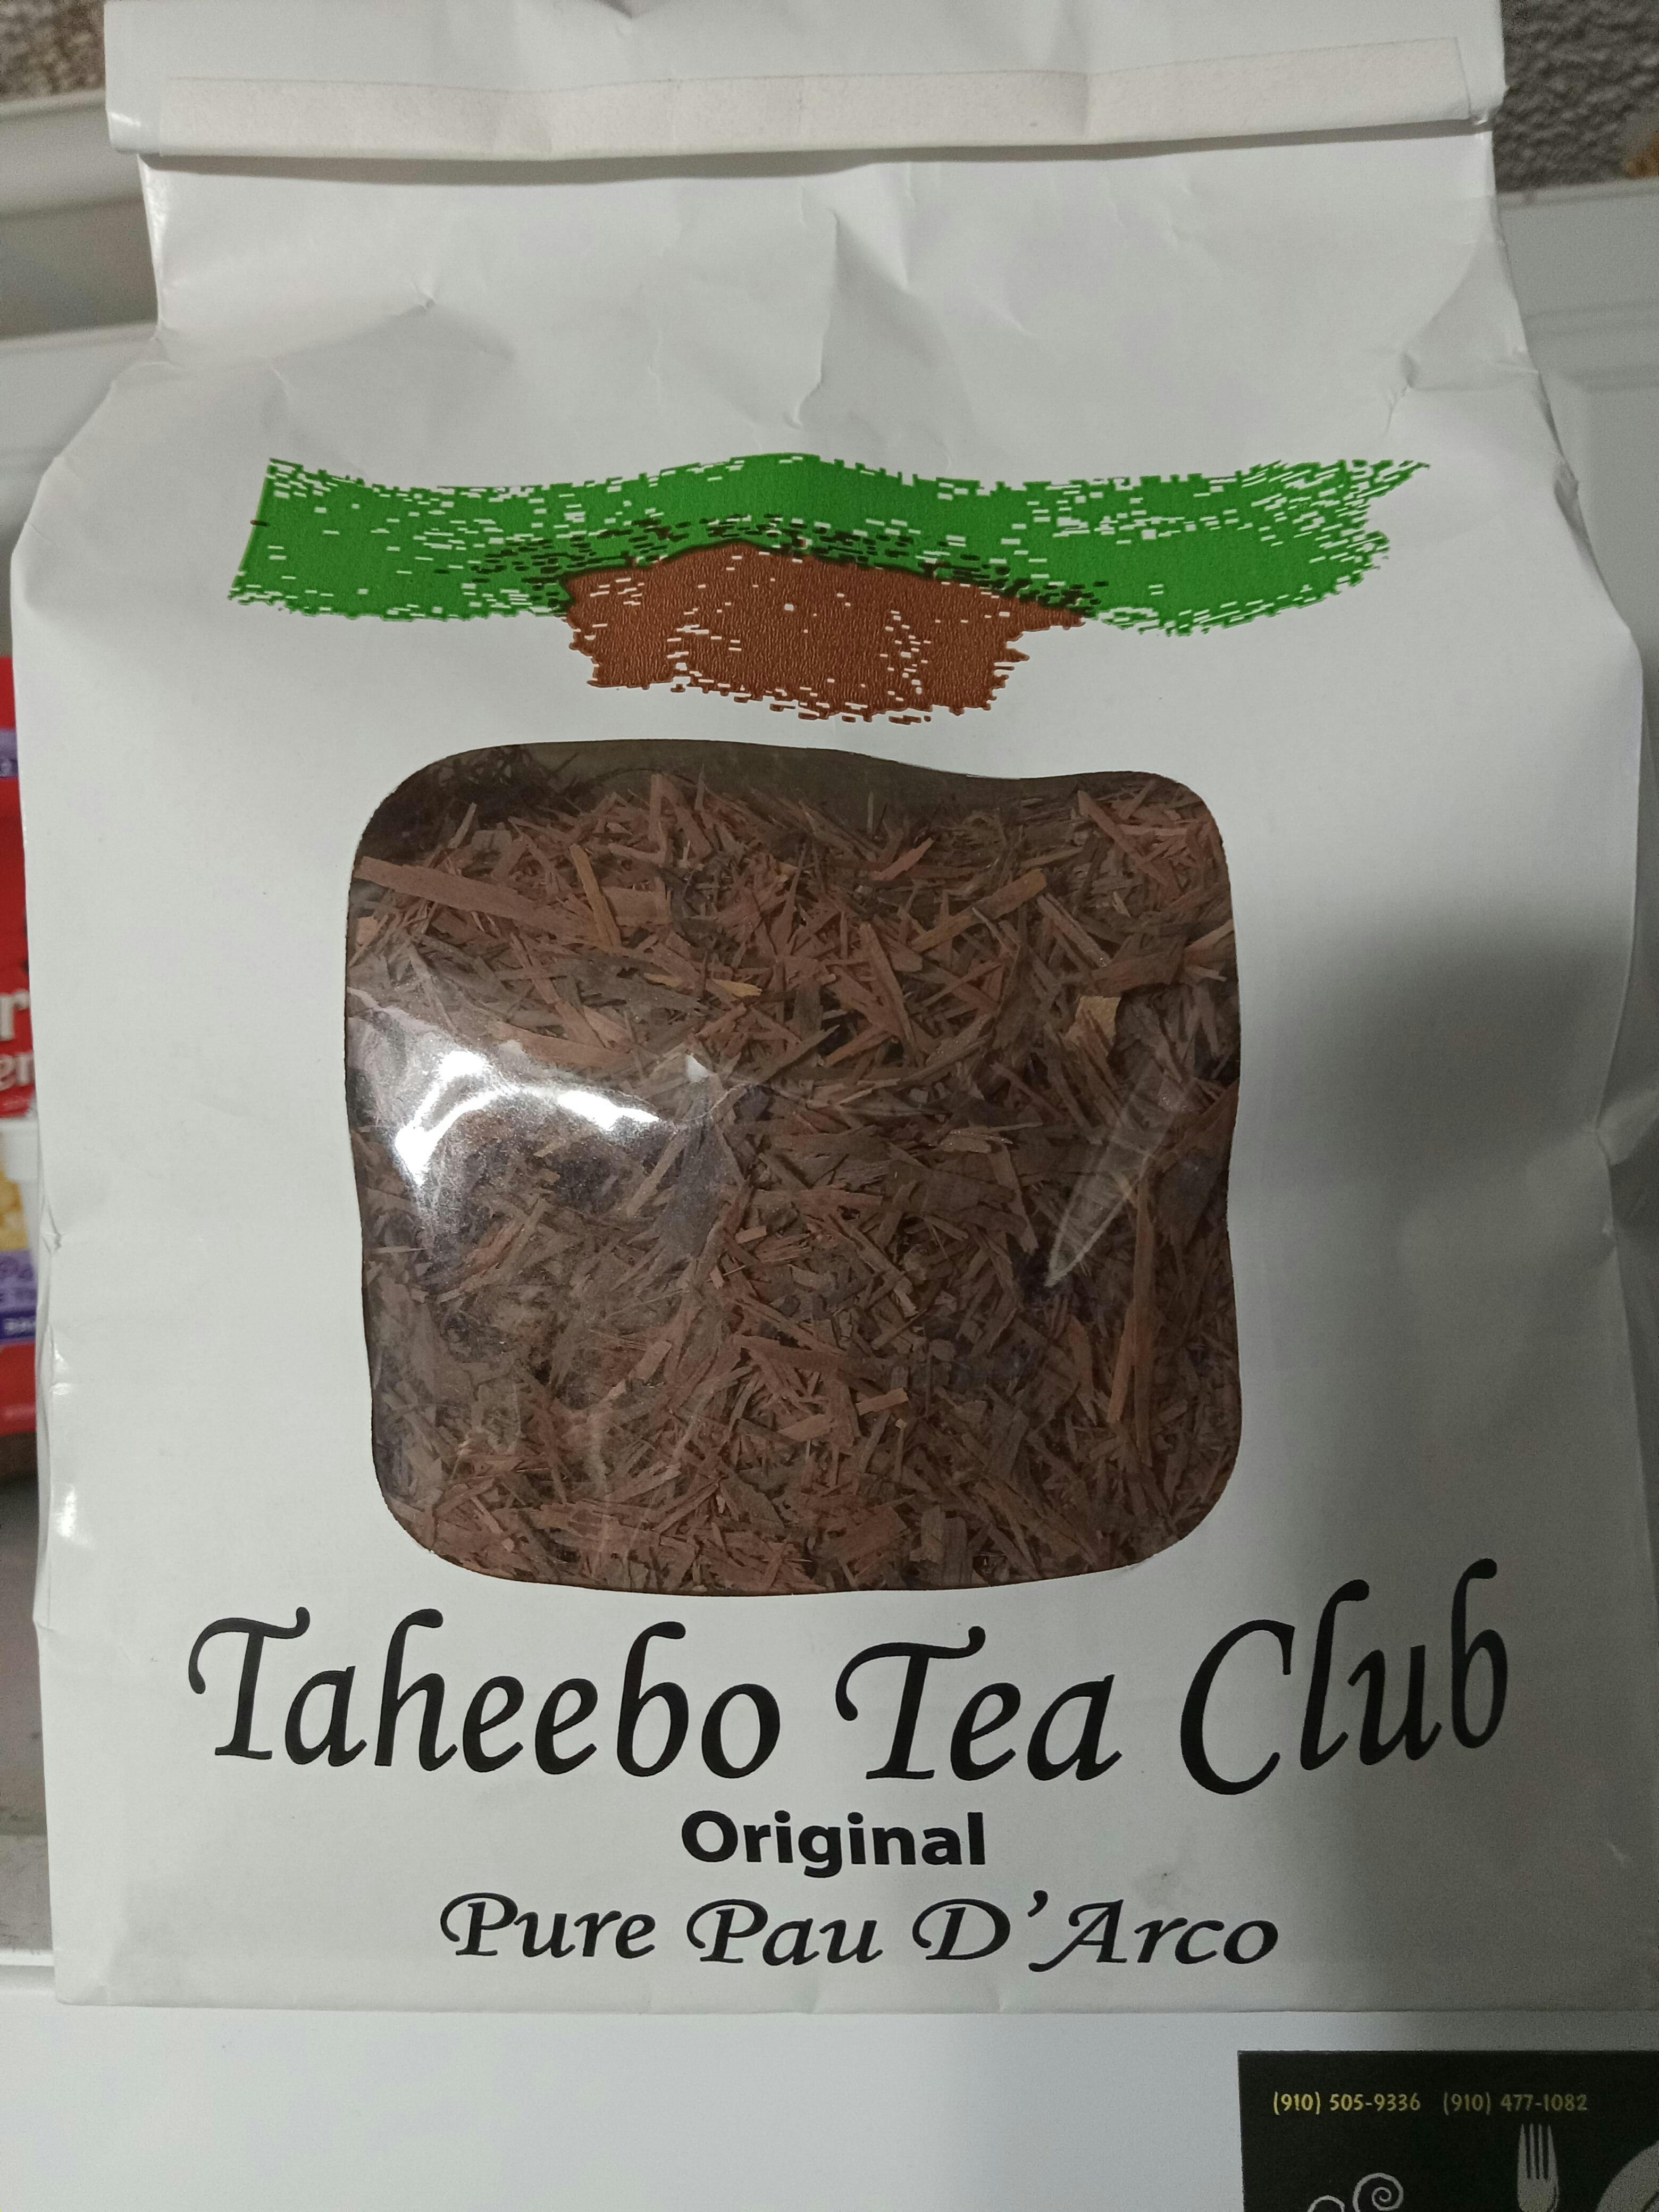 Taheebo Tea Club
Original
Pure Pau D'Arco
(910) 505-9336 (910) 477-1082